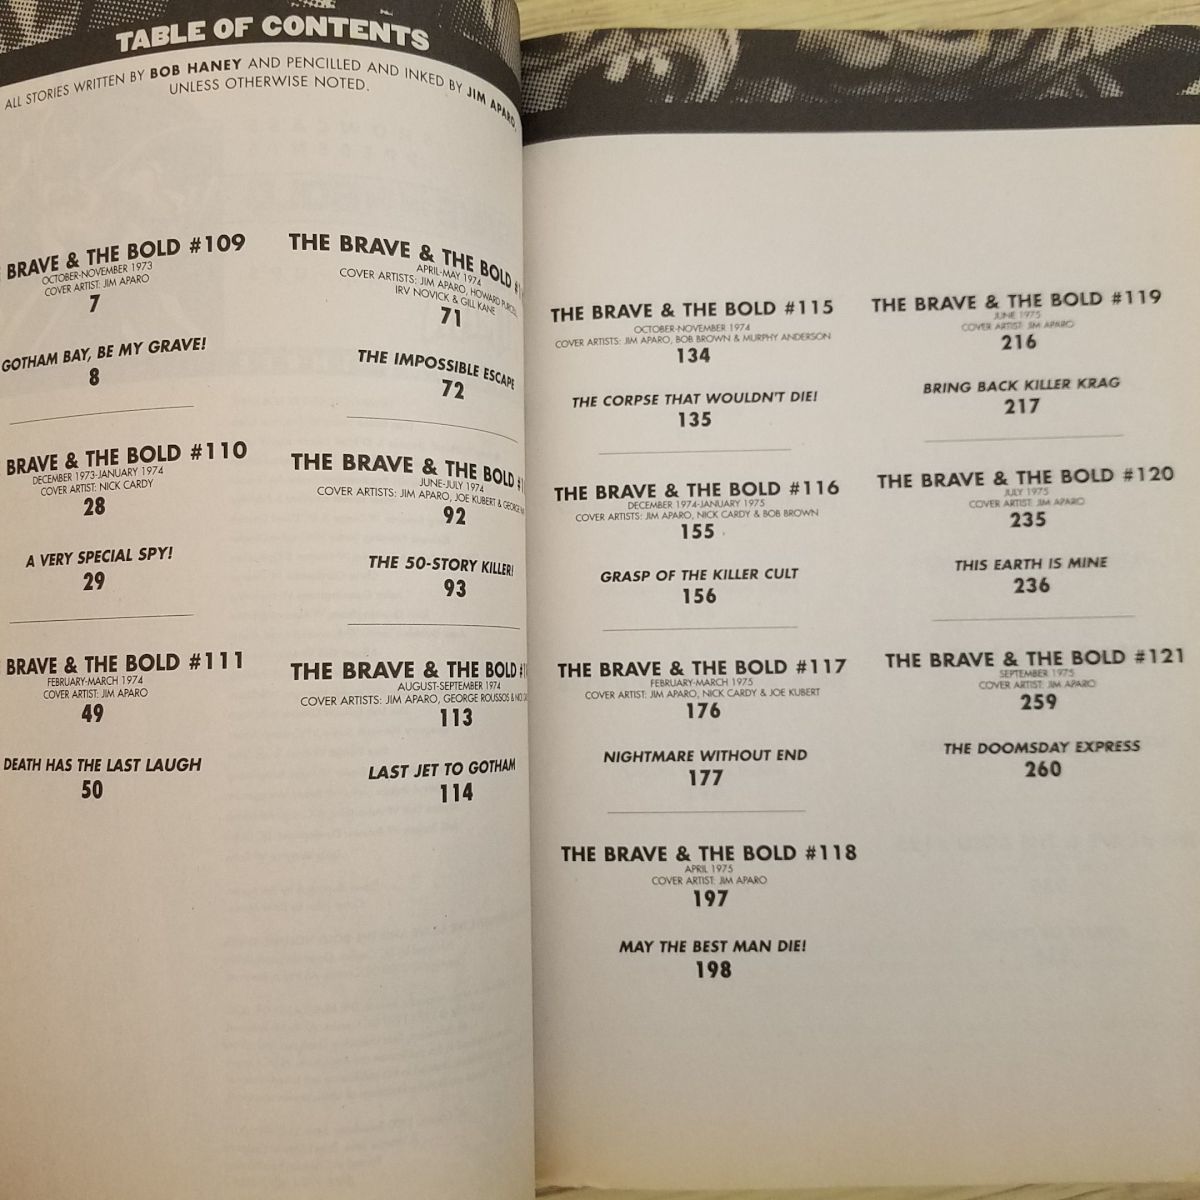 TABLE OF CONTENTS
ALL STORIES WRITTEN BY BOB HANEY AND PENCILLED AND INKED BY JIM APARO,
UNLESS OTHERWISE NOTED.
BRAVE & THE BOLD #109
OCTOBER-NOVEMBER 1973
COVER ARTIST: JIM APARO
7
GOTHAM BAY, BE MY GRAVE!
8
BRAVE & THE BOLD #110
DECEMBER 1973-JANUARY 1974
COVER ARTIST: NICK CARDY
28
A VERY SPECIAL SPY!
29
BRAVE & THE BOLD #111
FEBRUARY-MARCH 1974
COVER ARTIST: JIM APARO
49
DEATH HAS THE LAST LAUGH
50
THE BRAVE & THE BOLD
APRIL-MAY 1974
COVER ARTISTS: JIM APARO, HOWARD
IRV NOVICK & GIL KANE
71
THE IMPOSSIBLE ESCAPE
72
THE BRAVE & THE BOLD
JUNE-JULY 1974
COVER ARTISTS: JIM APARO, JOE KUBERT & GEORGE
92
THE 50-STORY KILLER!
93
THE BRAVE & THE BOLD
AUGUST-SEPTEMBER 1974
COVER ARTISTS: JIM APARO, GEORGE ROUSSOS &
113
LAST JET TO GOTHAM
114
THE BRAVE & THE BOLD #115
OCTOBER-NOVEMBER 1974
COVER ARTISTS: JIM APARO, BOB BROWN & MURPHY ANDERSON
134
THE CORPSE THAT WOULDN'T DIE!
135
THE BRAVE & THE BOLD #116
DECEMBER 1974-JANUARY 1975
COVER ARTISTS: JIM APARO, NICK CARDY & BOB BROWN
155
GRASP OF THE KILLER CULT
156
THE BRAVE & THE BOLD #117
FEBRUARY-MARCH 1975
COVER ARTIST: JIM APARO, NICK CARDY & JOE KUBERT
176
NIGHTMARE WITHOUT END
177
THE BRAVE & THE BOLD #118
APRIL 1975
COVER ARTIST: JIM APARO
197
MAY THE BEST MAN DIE!
198
THE BRAVE & THE BOLD #119
JUNE 1975
COVER ARTIST: JIM APARO
216
BRING BACK KILLER KRAG
217
THE BRAVE & THE BOLD #120
JULY 1975
COVER ARTIST: JIM APARO
235
THIS EARTH IS MINE
236
THE BRAVE & THE BOLD #121
SEPTEMBER 1975
COVER ARTIST: JIM APARO
259
THE DOOMSDAY EXPRESS
260